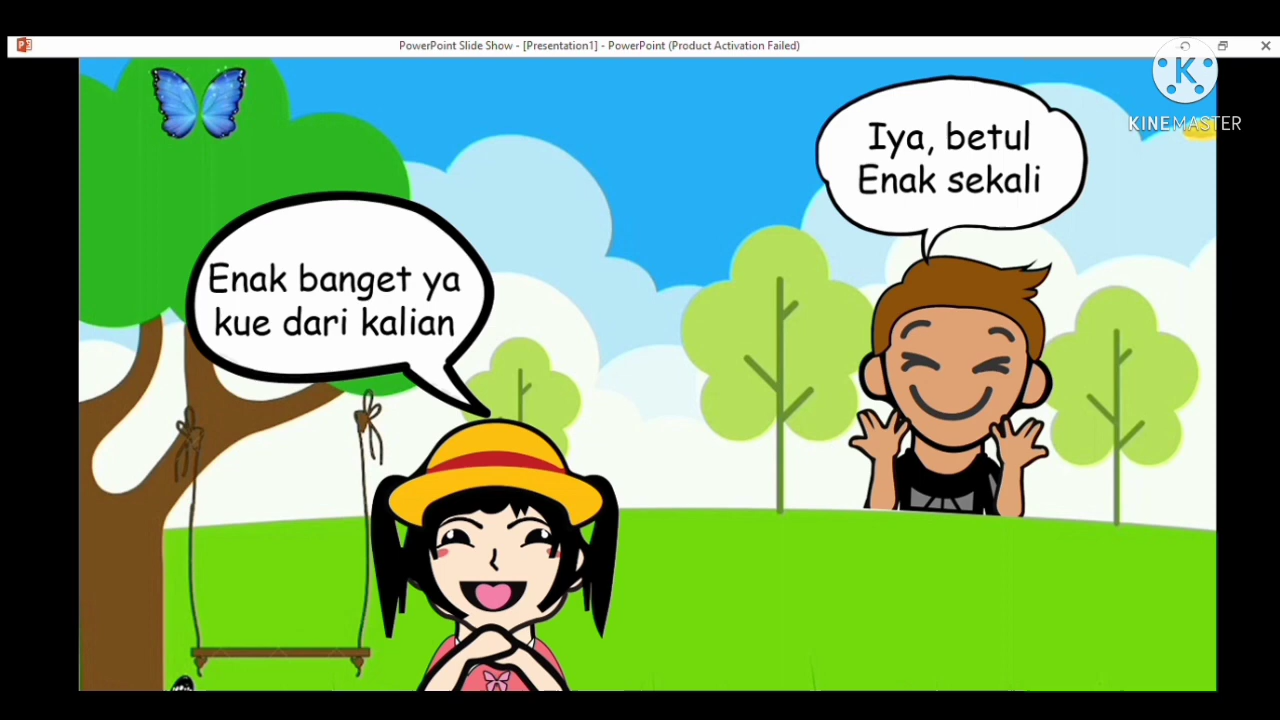 PowerPoint Slide Show - [Presentation1] - PowerPoint (Product Activation Failed)
K
KINEMASTER
Iya, betul
Enak sekali
Enak banget ya
kue dari kalian